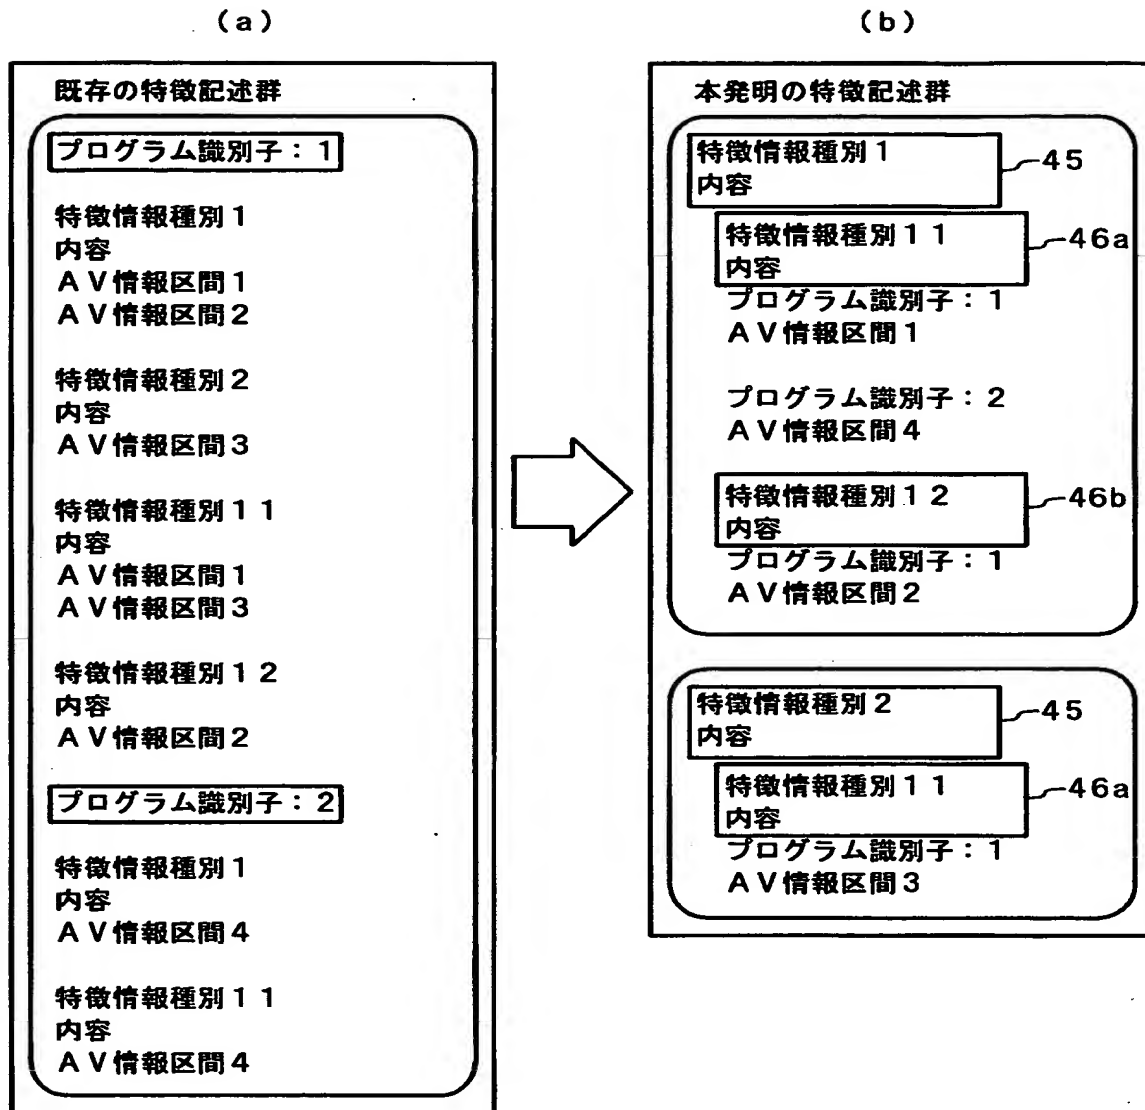 (a)
既存の特徴記述群
プログラム識別子：1
特徴情報種別1
内容
AV情報区間1
AV情報区間2
特徴情報種別2
内容
AV情報区間3
特徴情報種別11
内容
AV情報区間1
AV情報区間3
特徴情報種別12
内容
AV情報区間2
プログラム識別子：2
特徴情報種別1
内容
AV情報区間4
特徴情報種別11
内容
AV情報区間4
(b)
本発明の特徴記述群
特徴情報種別1
内容
45
特徴情報種別11
内容
46a
プログラム識別子：1
AV情報区間1
プログラム識別子：2
AV情報区間4
特徴情報種別12
内容
46b
プログラム識別子：1
AV情報区間2
特徴情報種別2
内容
45
特徴情報種別11
内容
46a
プログラム識別子：1
AV情報区間3